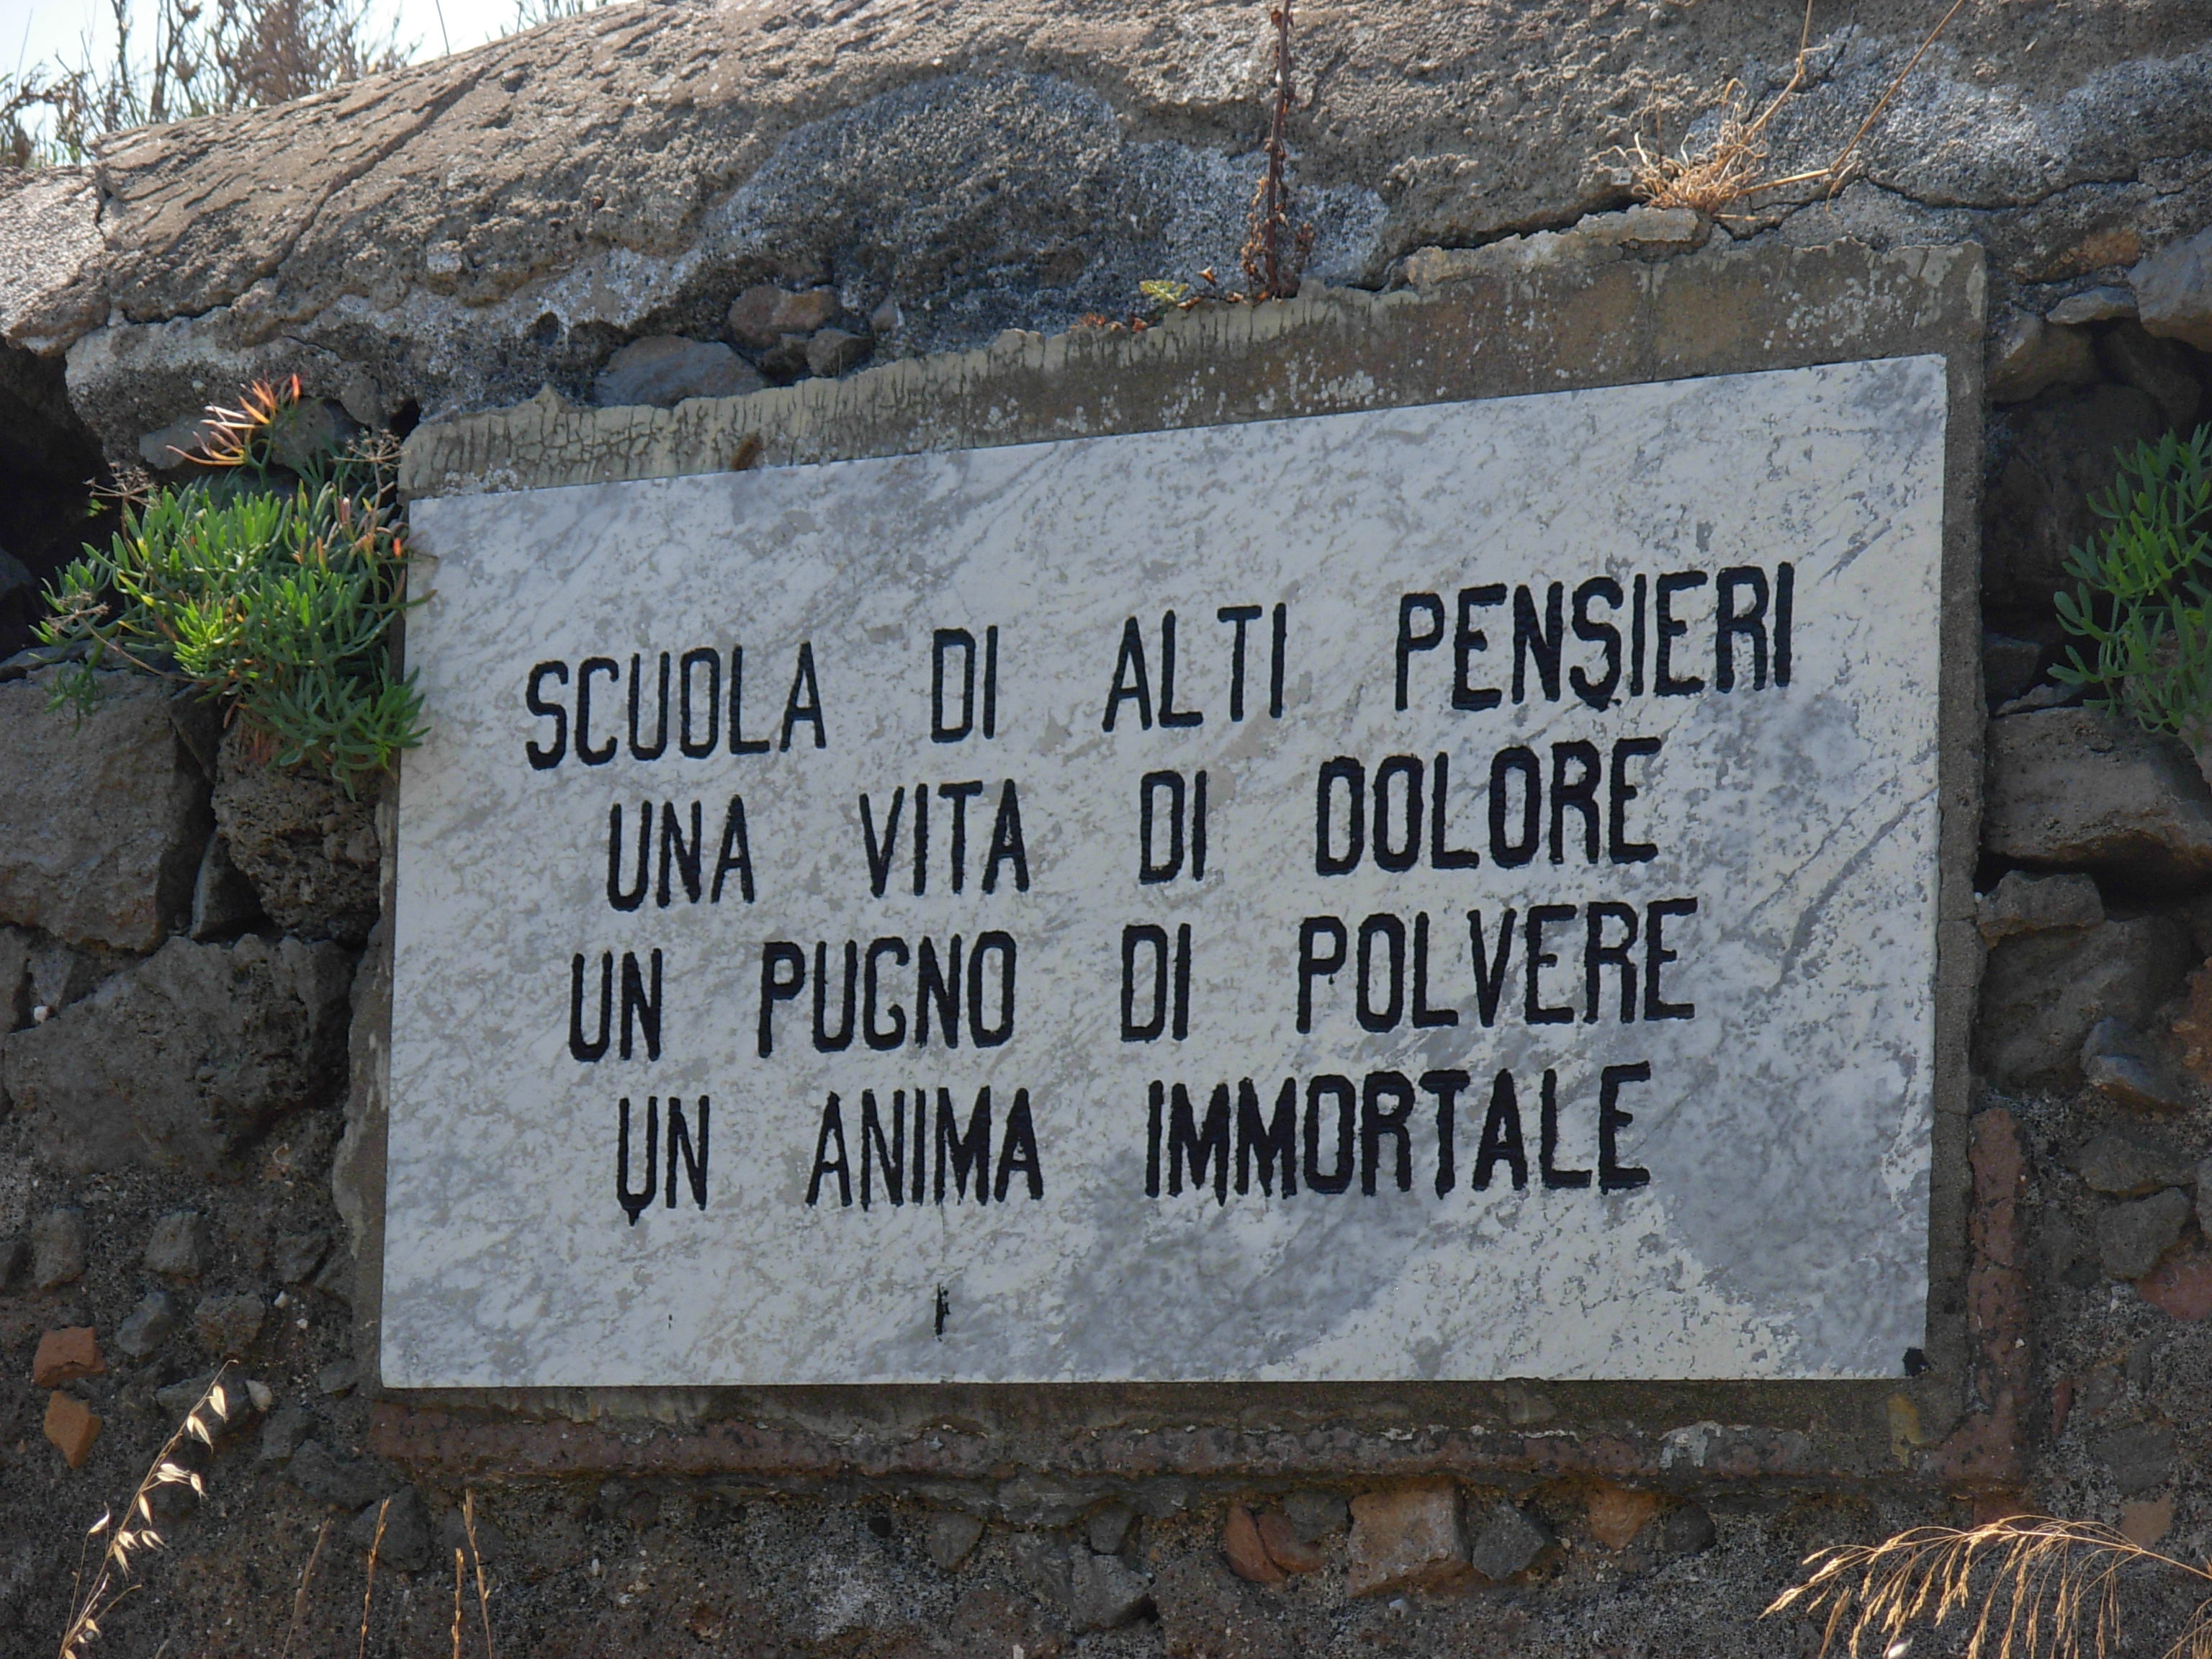 SCUOLA DI ALTI PENSIERI
UNA VITA DI DOLORE
UN PUGNO DI POLVERE
UN ANIMA IMMORTALE